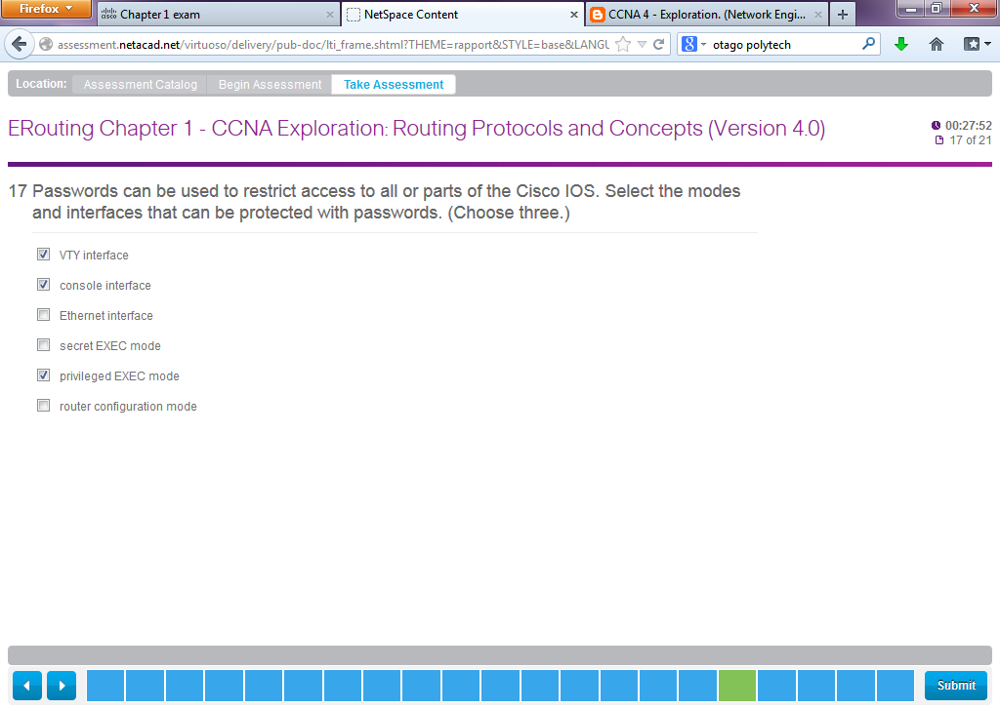 Firefox
cisco Chapter 1 exam
NetSpace Content
CCNA 4 - Exploration. (Network Engi...
assessment.netacad.net/virtuoso/delivery/pub-doc/lti_frame.shtml?THEME=rapport&STYLE=base&LANGU
8 otago polytech
Location: Assessment Catalog Begin Assessment Take Assessment
ERouting Chapter 1 - CCNA Exploration: Routing Protocols and Concepts (Version 4.0)
00:27:52
17 of 21
17 Passwords can be used to restrict access to all or parts of the Cisco IOS. Select the modes
and interfaces that can be protected with passwords. (Choose three.)
VTY interface
console interface
Ethernet interface
secret EXEC mode
privileged EXEC mode
router configuration mode
Submit